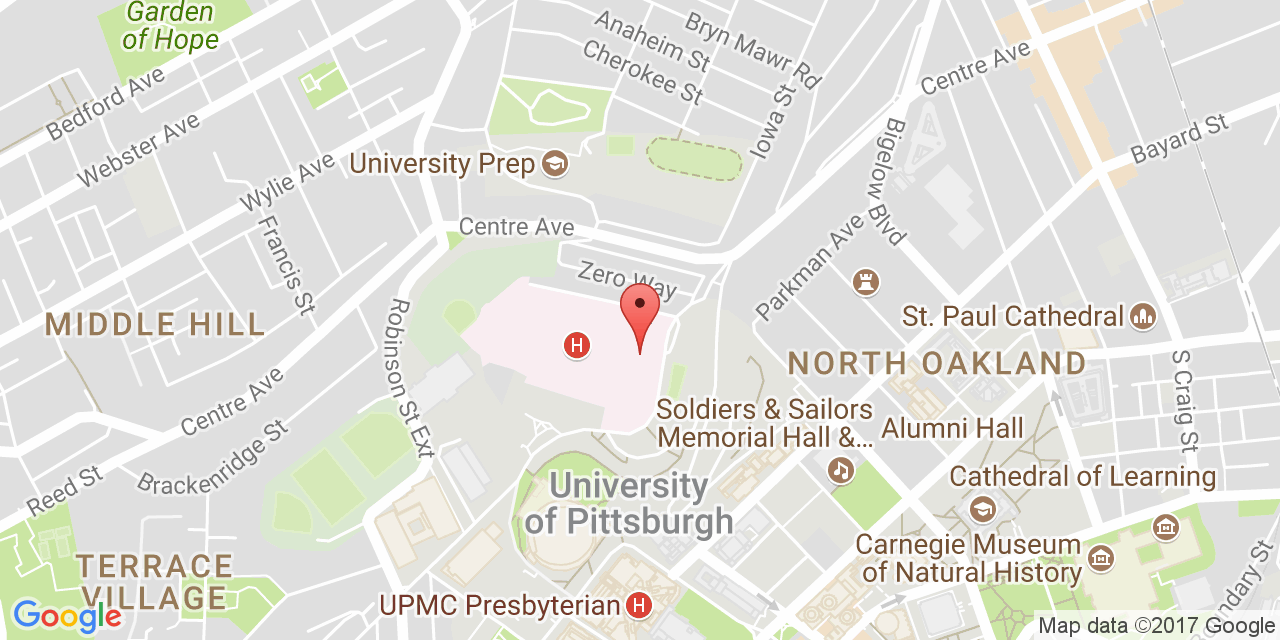 Garden
of Hope
Bryn Mawr Rd
Anaheim St
Cherokee St
Centre Ave
Bedford Ave
Webster Ave
Wylie Ave
Iowa St
Bigelow Blvd
Bayard St
University Prep
Centre Ave
Francis St
Zero Way
Parkman Ave
MIDDLE HILL
Robinson St Ext
H
St. Paul Cathedral
NORTH OAKLAND
S Craig St
Centre Ave
Brackenridge St
Reed St
Soldiers & Sailors
Memorial Hall &...
Alumni Hall
Cathedral of Learning
University
of Pittsburgh
Carnegie Museum
of Natural History
TERRACE
VILLAGE
UPMC Presbyterian
H
Google
Map data ©2017 Google